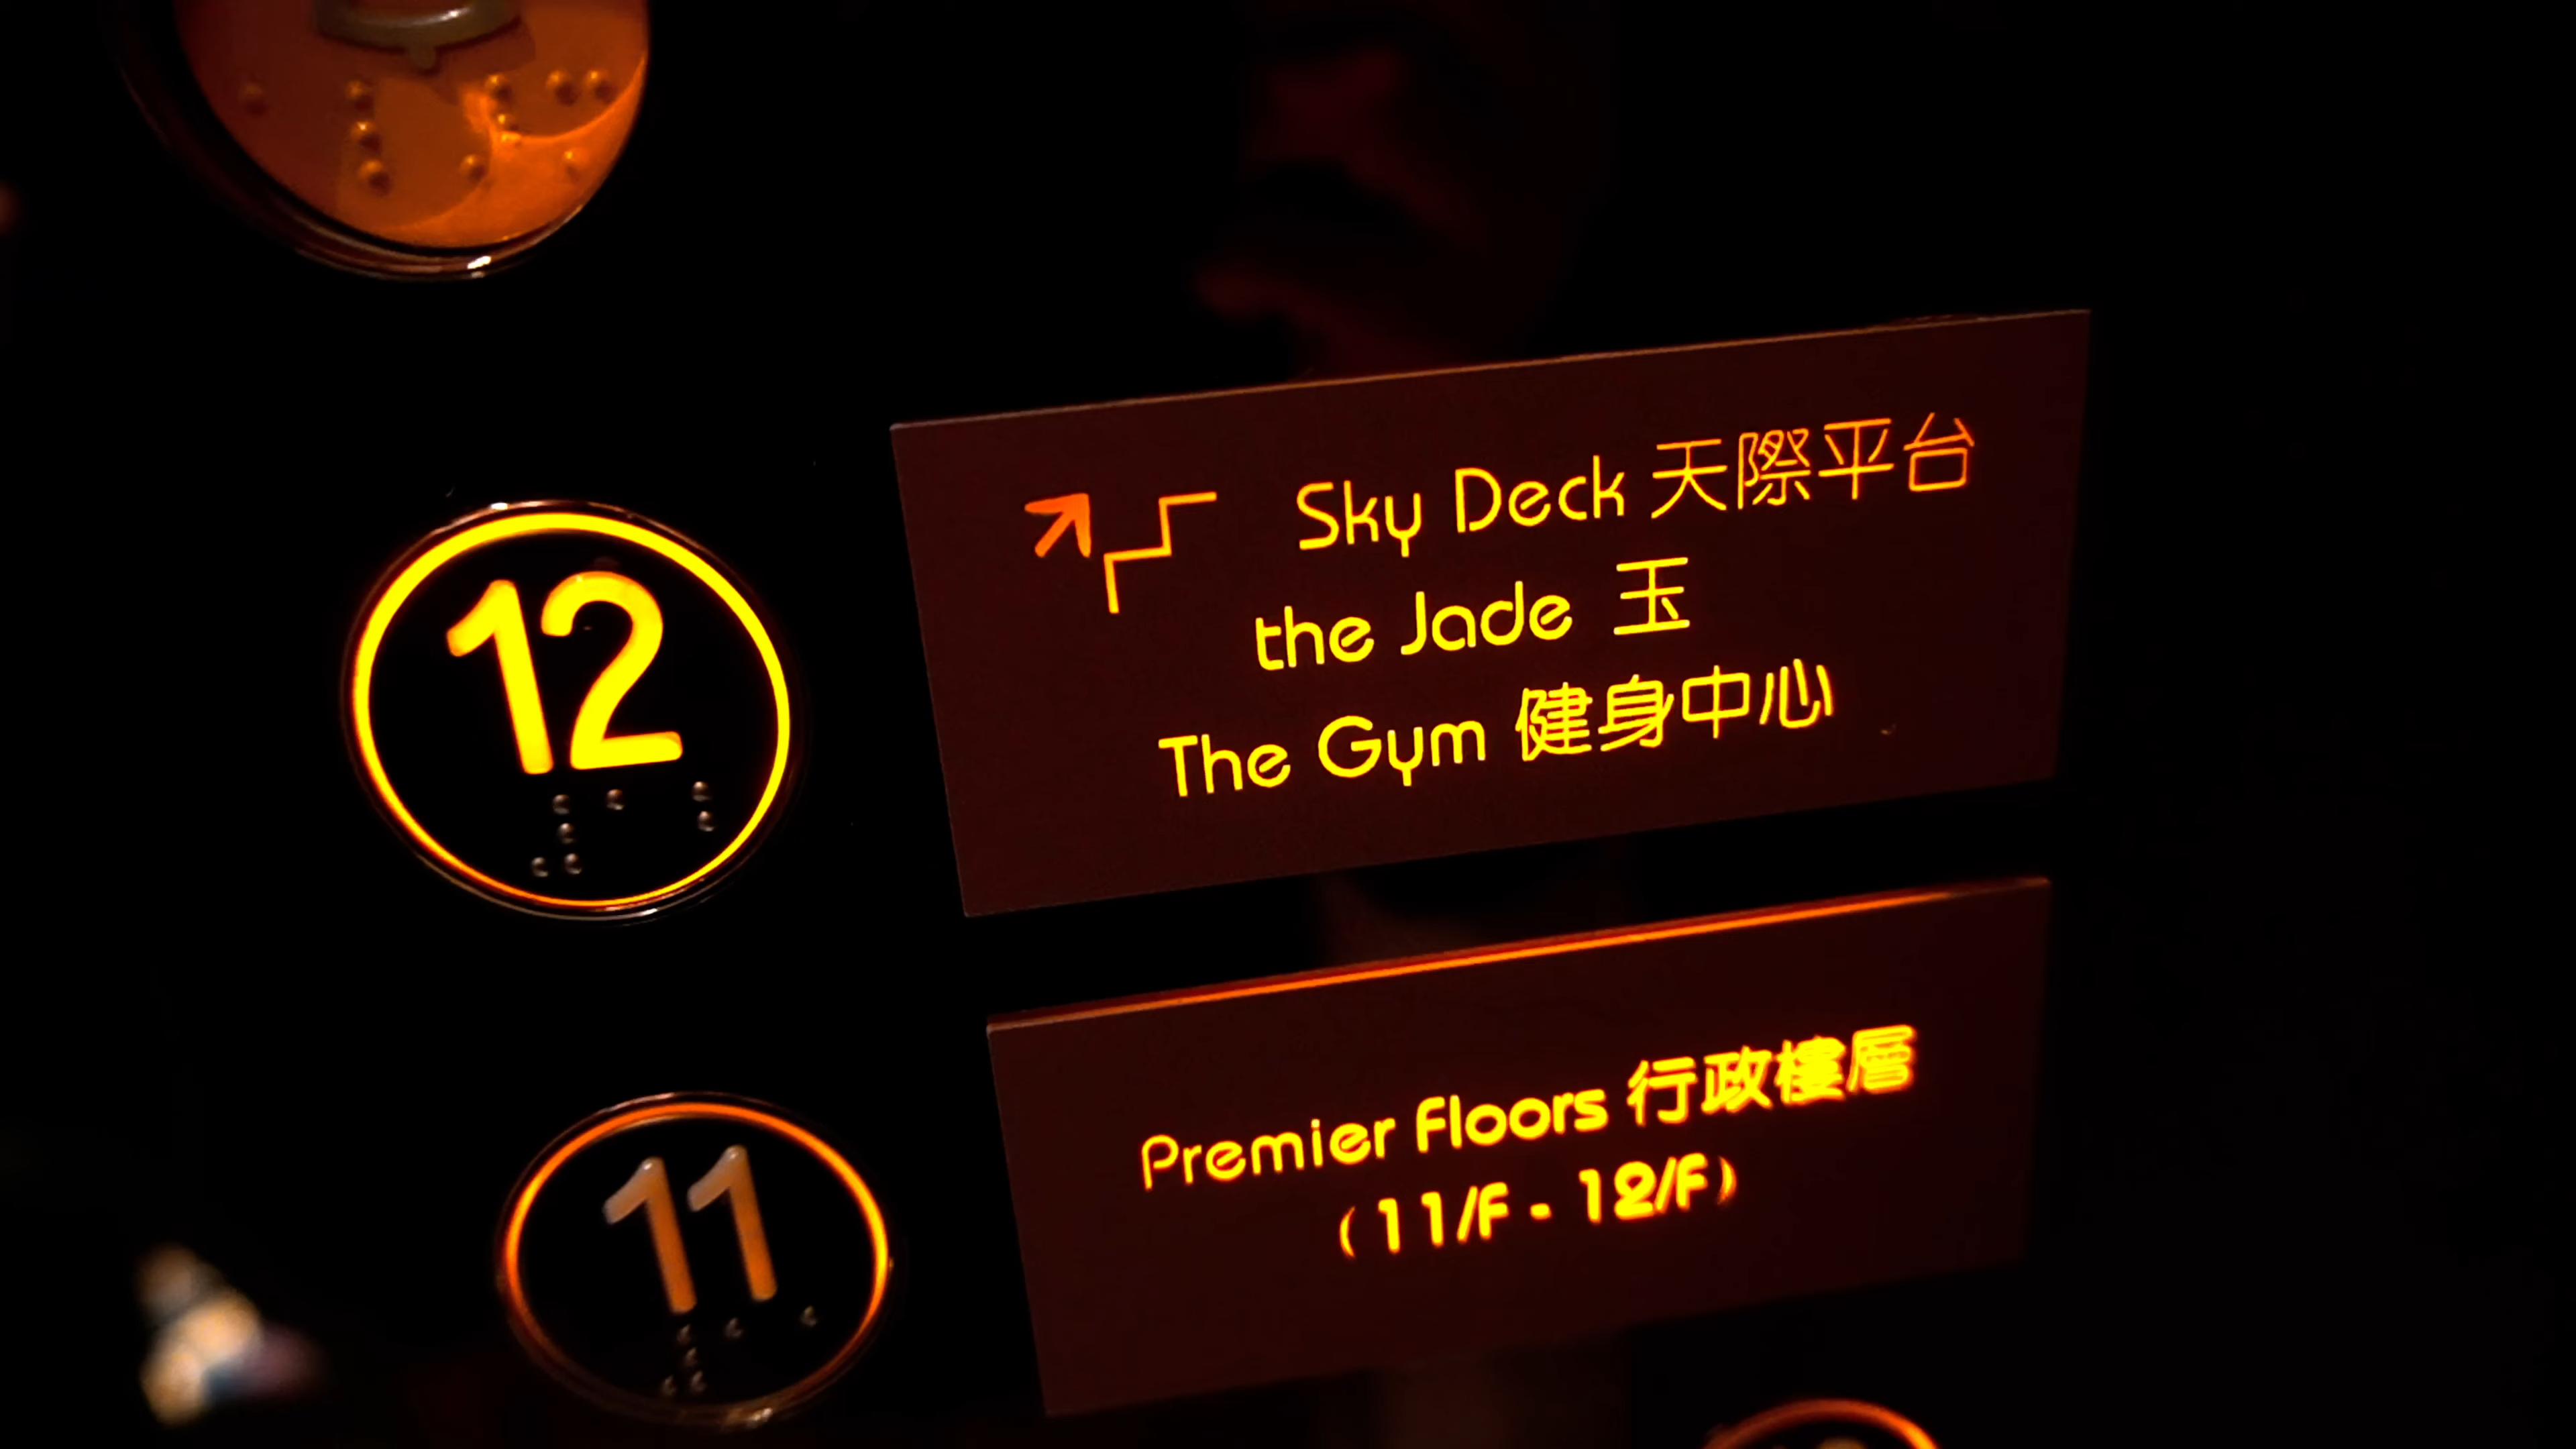 12
Sky Deck 天際平台
the Jade 玉
The Gym 健身中心
11
Premier Floors 行政樓層
(11/F - 12/F)